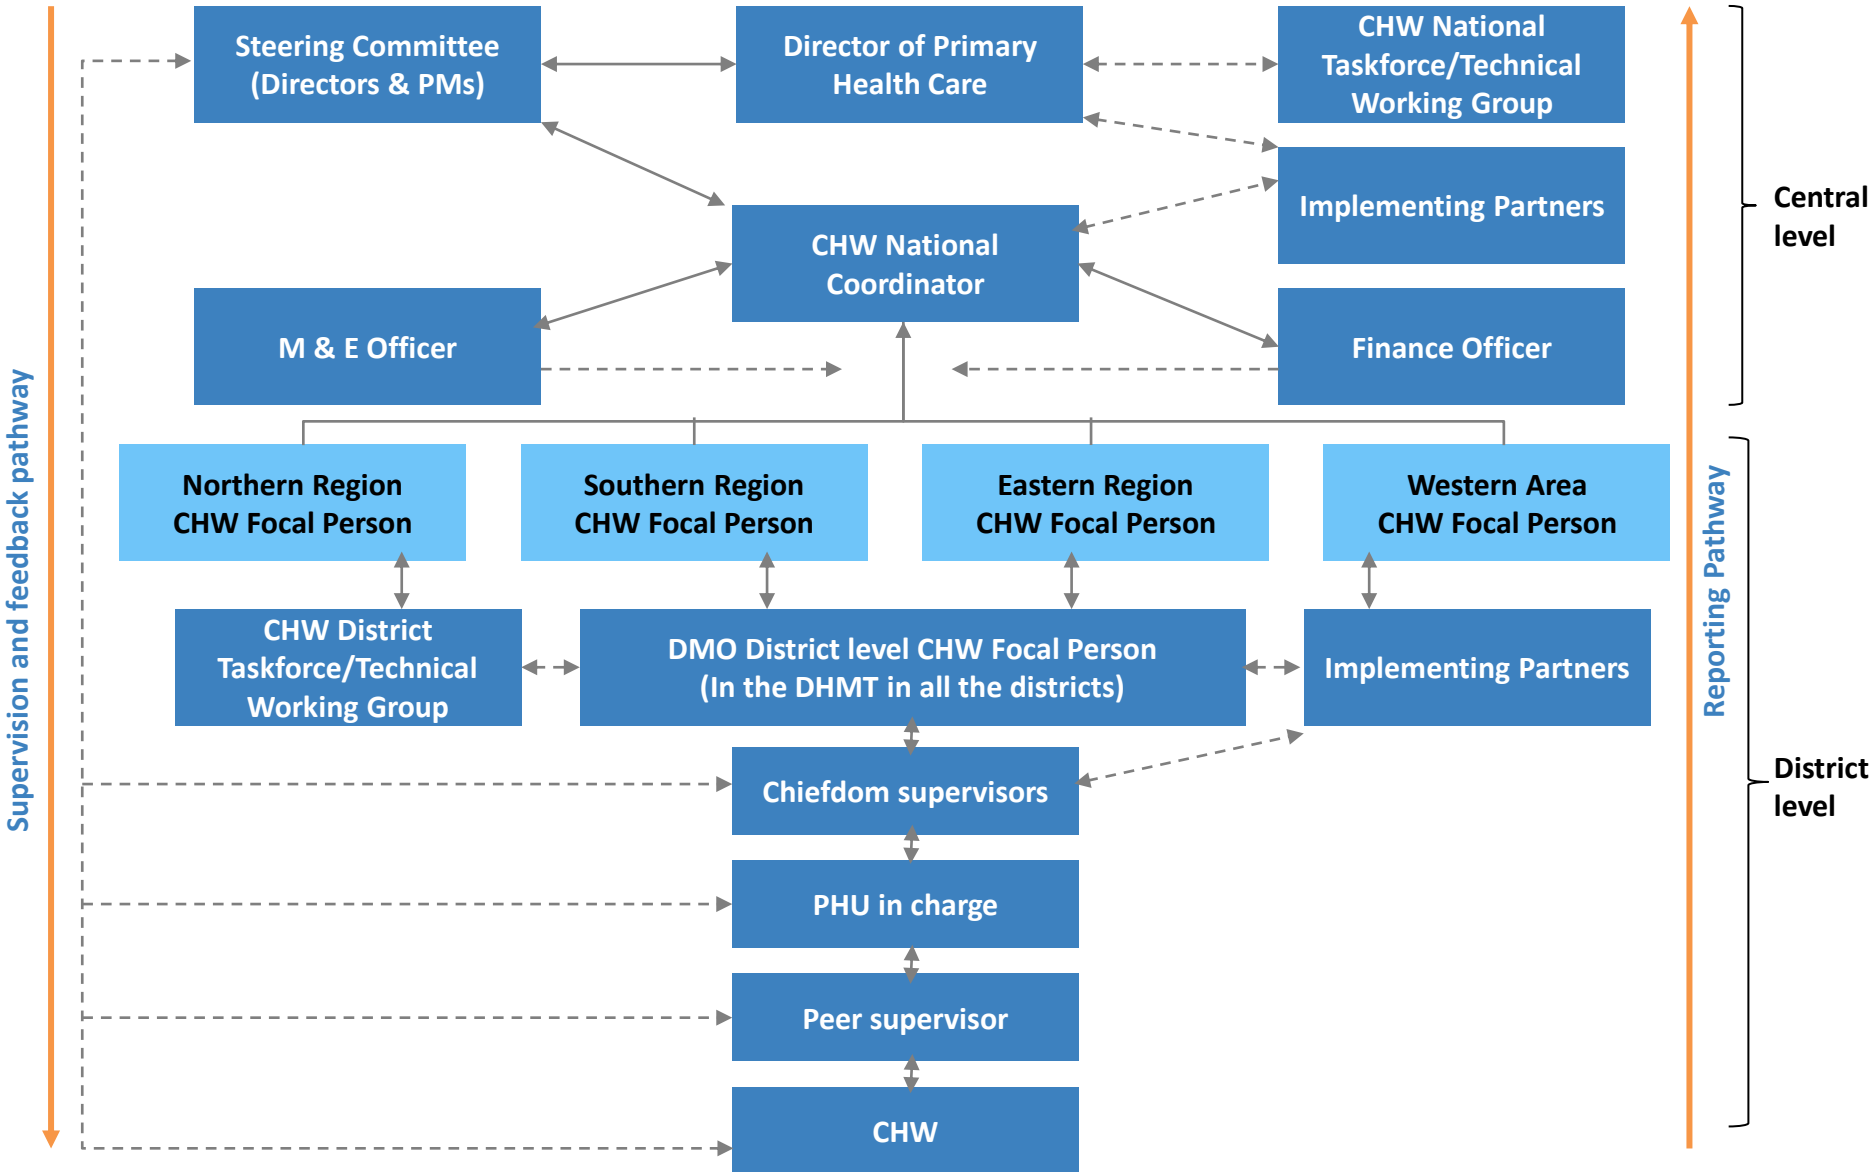 Steering Committee
(Directors & PMs)
Director of Primary
Health Care
CHW National
Taskforce/Technical
Working Group
Implementing Partners
Central
level
CHW National
Coordinator
M & E Officer
Finance Officer
Supervision and feedback pathway
Northern Region
CHW Focal Person
Southern Region
CHW Focal Person
Eastern Region
CHW Focal Person
Western Area
CHW Focal Person
Reporting Pathway
CHW District
Taskforce/Technical
Working Group
DMO District level CHW Focal Person
(In the DHMT in all the districts)
Implementing Partners
Chiefdom supervisors
District
level
PHU in charge
Peer supervisor
CHW